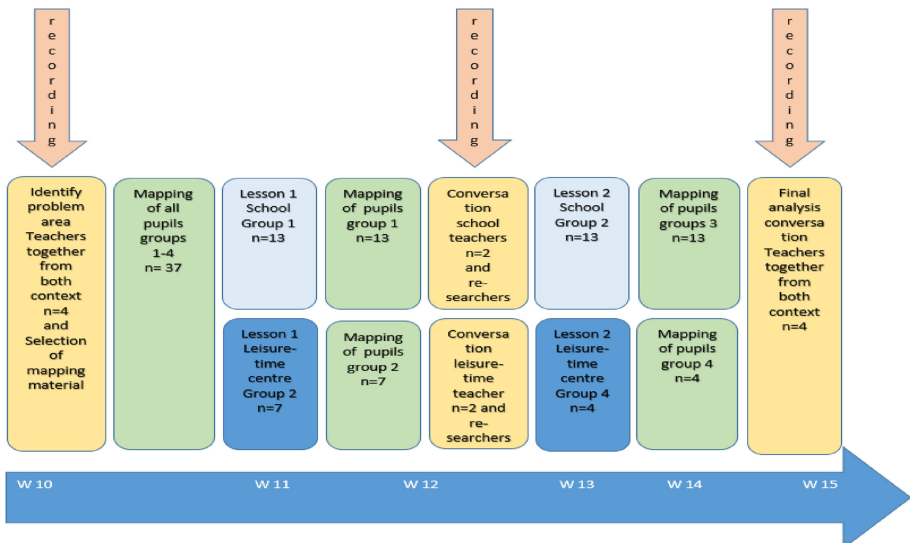 recording
recording
recording
Identify
problem
area
Teachers
together
from
both
context
n=4
and
Selection
of
mapping
material
Mapping
of all
pupils
groups
1-4
n= 37
Lesson 1
School
Group 1
n=13
Mapping
of pupils
group 1
n=13
Conversa
tion
school
teachers
n=2
and
re-
searchers
Lesson 2
School
Group 2
n=13
Mapping
of pupils
groups 3
n=13
Final
analysis
conversa
tion
Teachers
together
from
both
context
n=4
Lesson 1
Leisure-
time
centre
Group 2
n=7
Mapping
of pupils
group 2
n=7
Conversa
tion
leisure-
time
teacher
n=2 and
re-
searchers
Lesson 2
Leisure-
time
centre
Group 4
n=4
Mapping
of pupils
group 4
n=4
W 10 W 11 W 12 W 13 W 14 W 15